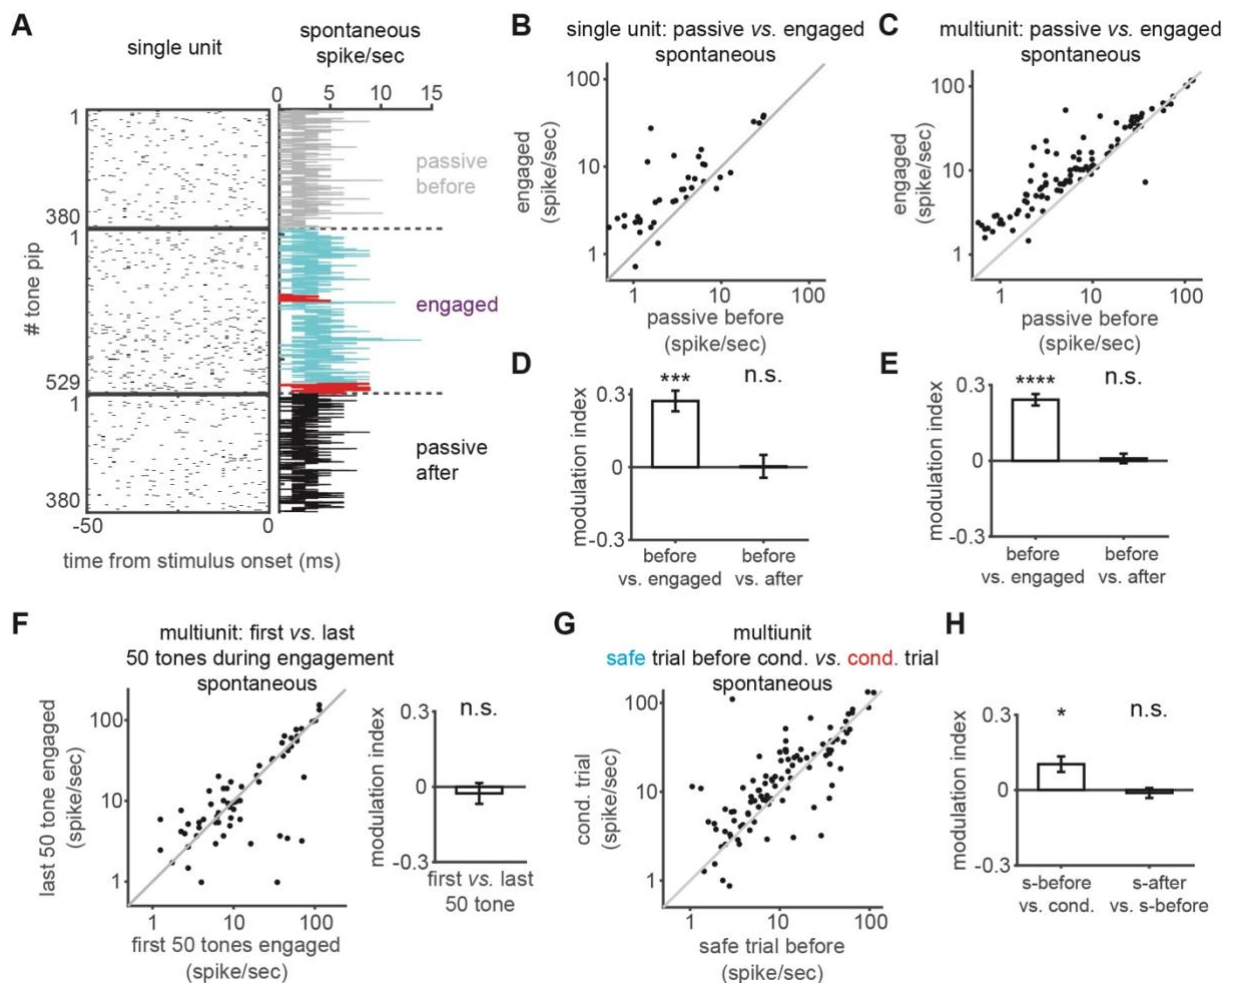 A
single unit
spontaneous
spike/sec
0
5
10
15
1
380
1
529
1
380
# tone pip
passive
before
engaged
passive
after
-50
0
time from stimulus onset (ms)
B
single unit: passive vs. engaged
spontaneous
100
10
1
engaged
(spike/sec)
1
10
100
passive before
(spike/sec)
C
multiunit: passive vs. engaged
spontaneous
100
10
1
engaged
(spike/sec)
1
10
100
passive before
(spike/sec)
D
modulation index
0.3
0
-0.3
***
n.s.
before
vs. engaged
before
vs. after
E
modulation index
0.3
0
-0.3
****
n.s.
before
vs. engaged
before
vs. after
F
multiunit: first vs. last
50 tones during engagement
spontaneous
last 50 tone engaged
(spike/sec)
100
10
1
1
10
100
first 50 tones engaged
(spike/sec)
modulation index
0.3
0
-0.3
n.s.
first vs. last
50 tone
G
multiunit
safe trial before cond. vs. cond. trial
spontaneous
cond. trial
(spike/sec)
100
10
1
1
10
100
safe trial before
(spike/sec)
H
modulation index
0.3
0
-0.3
*
n.s.
s-before
vs. cond.
s-after
vs. s-before